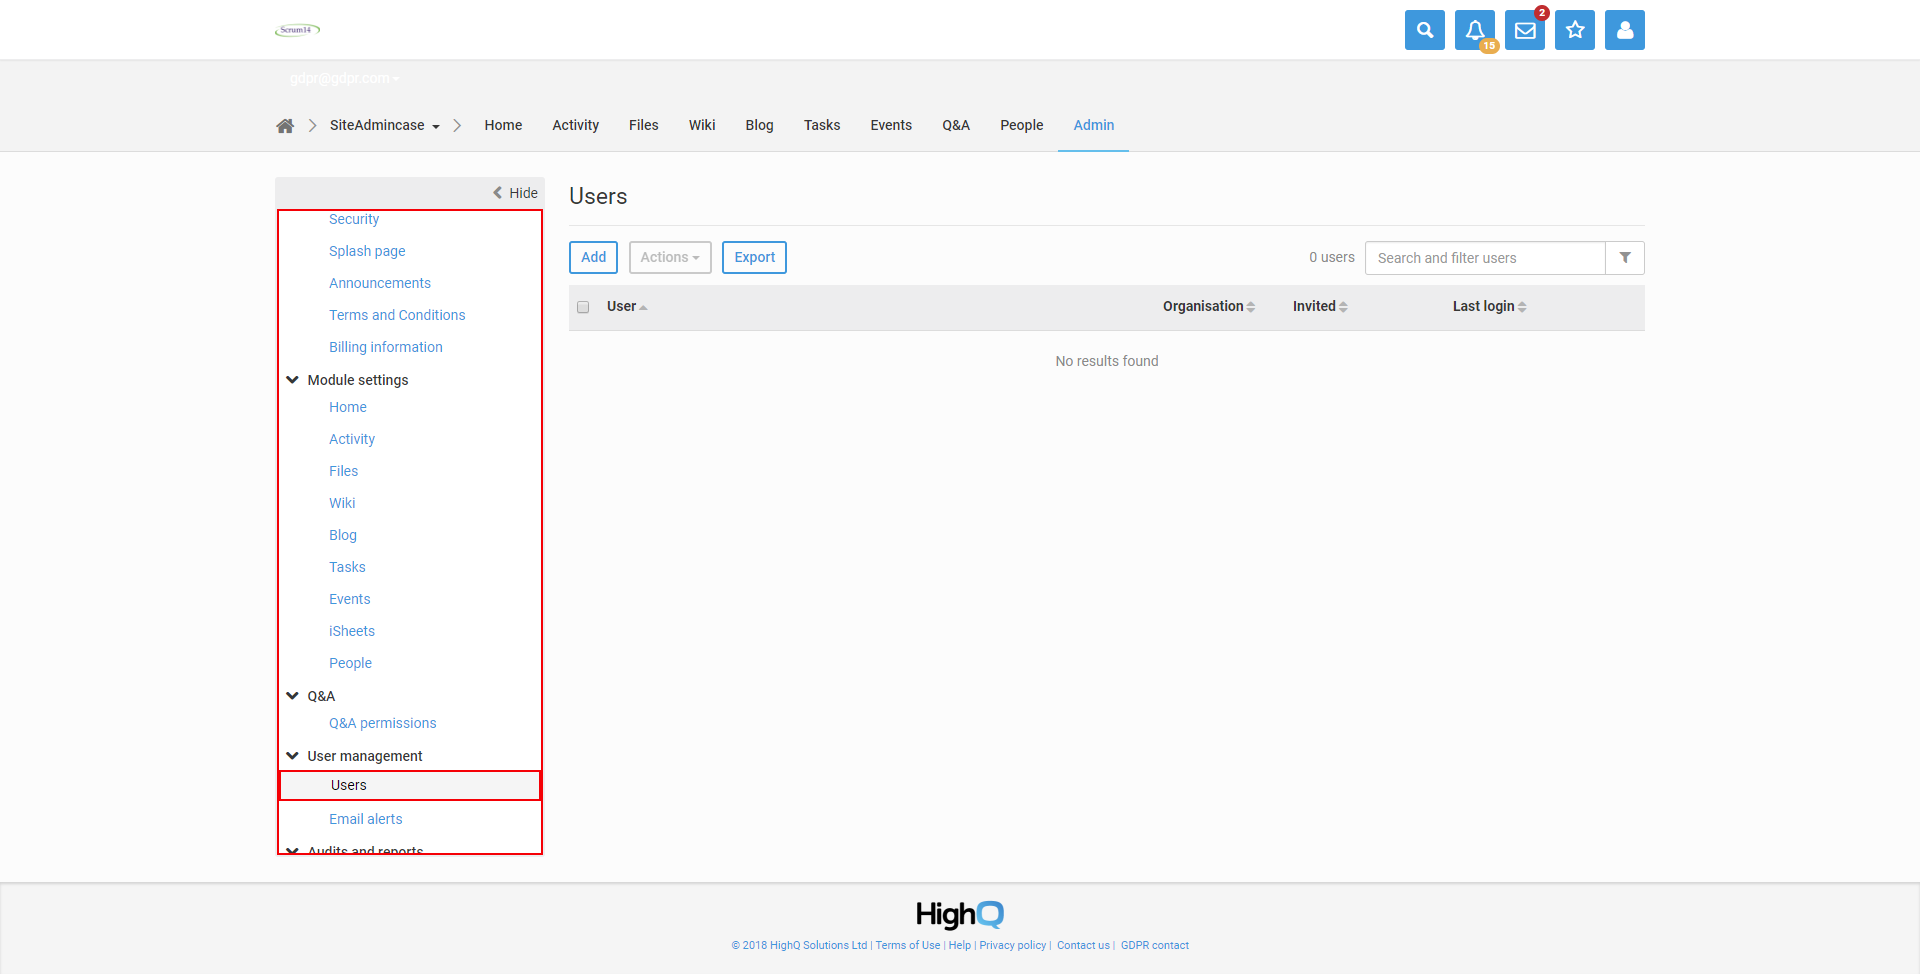 Scrum14
15
2
gdpr@gdpr.com
SiteAdmincase
Home
Activity
Files
Wiki
Blog
Tasks
Events
Q&A
People
Admin
Hide
Security
Splash page
Announcements
Terms and Conditions
Billing information
Module settings
Home
Activity
Files
Wiki
Blog
Tasks
Events
iSheets
People
Q&A
Q&A permissions
User management
Users
Email alerts
Audits and reports
Users
Add
Actions
Export
0 users
Search and filter users
User
Organisation
Invited
Last login
No results found
HighQ
© 2018 HighQ Solutions Ltd | Terms of Use | Help | Privacy policy | Contact us | GDPR contact